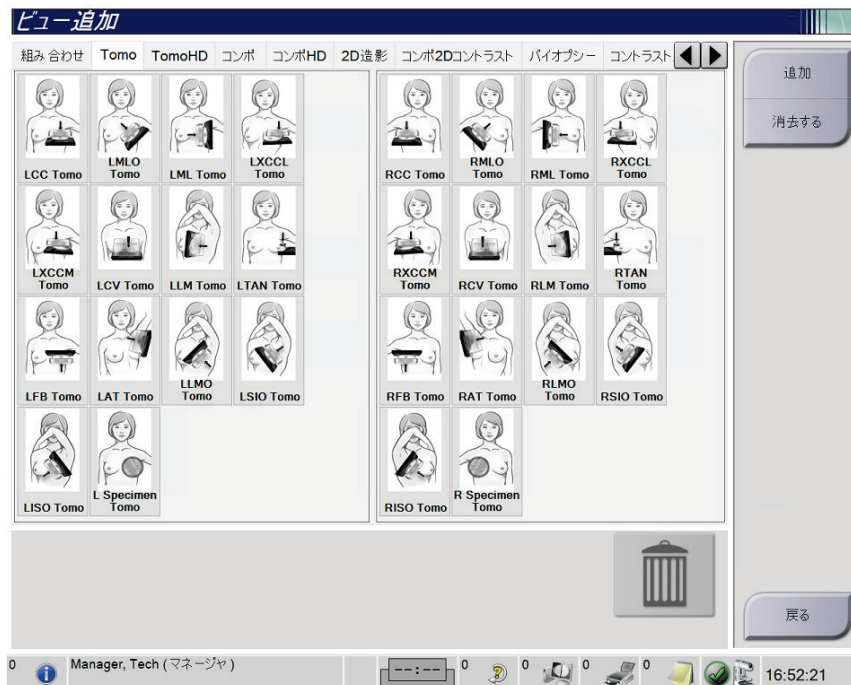 ビュー追加
組み合わせ Tomo TomoHD コンボ コンボHD 2D造影 コンボ2Dコントラスト バイオプシー コントラスト
追加
消去する
LCC Tomo
LMLO Tomo
LML Tomo
LXCCL Tomo
RCC Tomo
RMLO Tomo
RML Tomo
RXCCL Tomo
LXCCM Tomo
LCV Tomo
LLM Tomo
LTAN Tomo
RXCCM Tomo
RCV Tomo
RLM Tomo
RTAN Tomo
LFB Tomo
LAT Tomo
LLMO Tomo
LSIO Tomo
RFB Tomo
RAT Tomo
RLMO Tomo
RSIO Tomo
LISO Tomo
L Specimen Tomo
RISO Tomo
R Specimen Tomo
戻る
0 Manager, Tech (マネージャ) --:-- 0 0 0 0 16:52:21